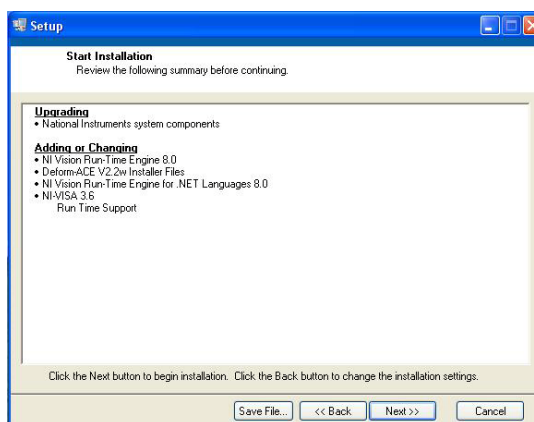 Setup
Start Installation
Review the following summary before continuing.
Upgrading
• National Instruments system components
Adding or Changing
• NI Vision Run-Time Engine 8.0
• Deform-ACE V2.2w Installer Files
• NI Vision Run-Time Engine for .NET Languages 8.0
• NI-VISA 3.6
Run Time Support
Click the Next button to begin installation. Click the Back button to change the installation settings.
Save File... << Back Next >> Cancel